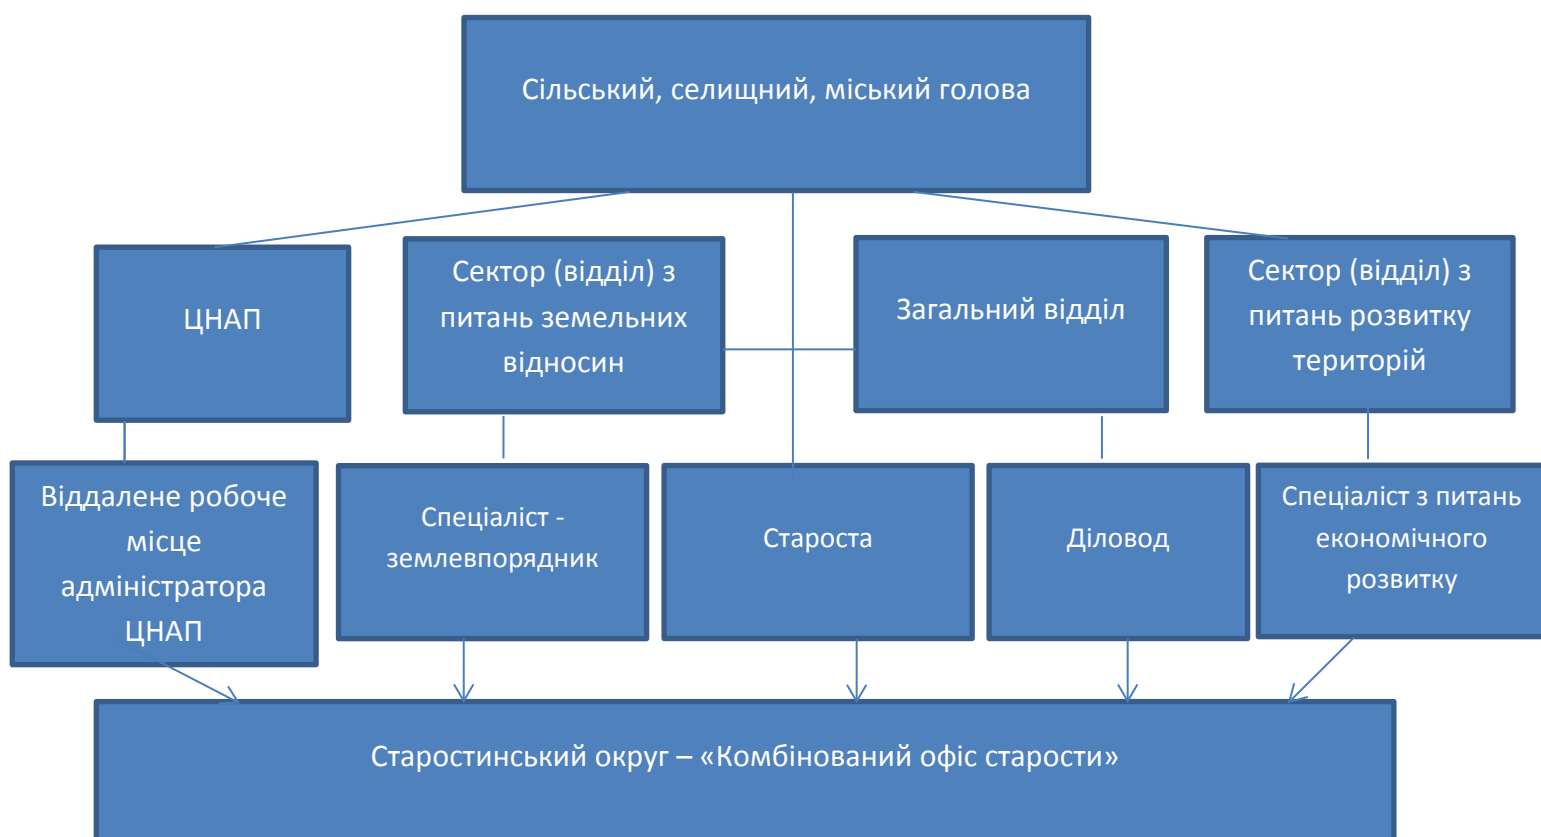 Сільський, селищний, міський голова
ЦНАП
Сектор (відділ) з
питань земельних
відносин
Загальний відділ
Сектор (відділ) з
питань розвитку
територій
Віддалене робоче
місце
адміністратора
ЦНАП
Спеціаліст -
землевпорядник
Староста
Діловод
Спеціаліст з питань
економічного
розвитку
Старостинський округ – «Комбінований офіс старости»